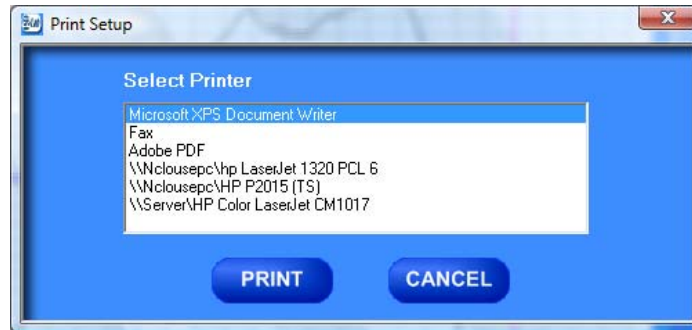 Print Setup
Select Printer
Microsoft XPS Document Writer
Fax
Adobe PDF
\\Nclousepc\hp LaserJet 1320 PCL 6
\\Nclousepc\HP P2015 (TS)
\\Server\HP Color LaserJet CM1017
PRINT CANCEL